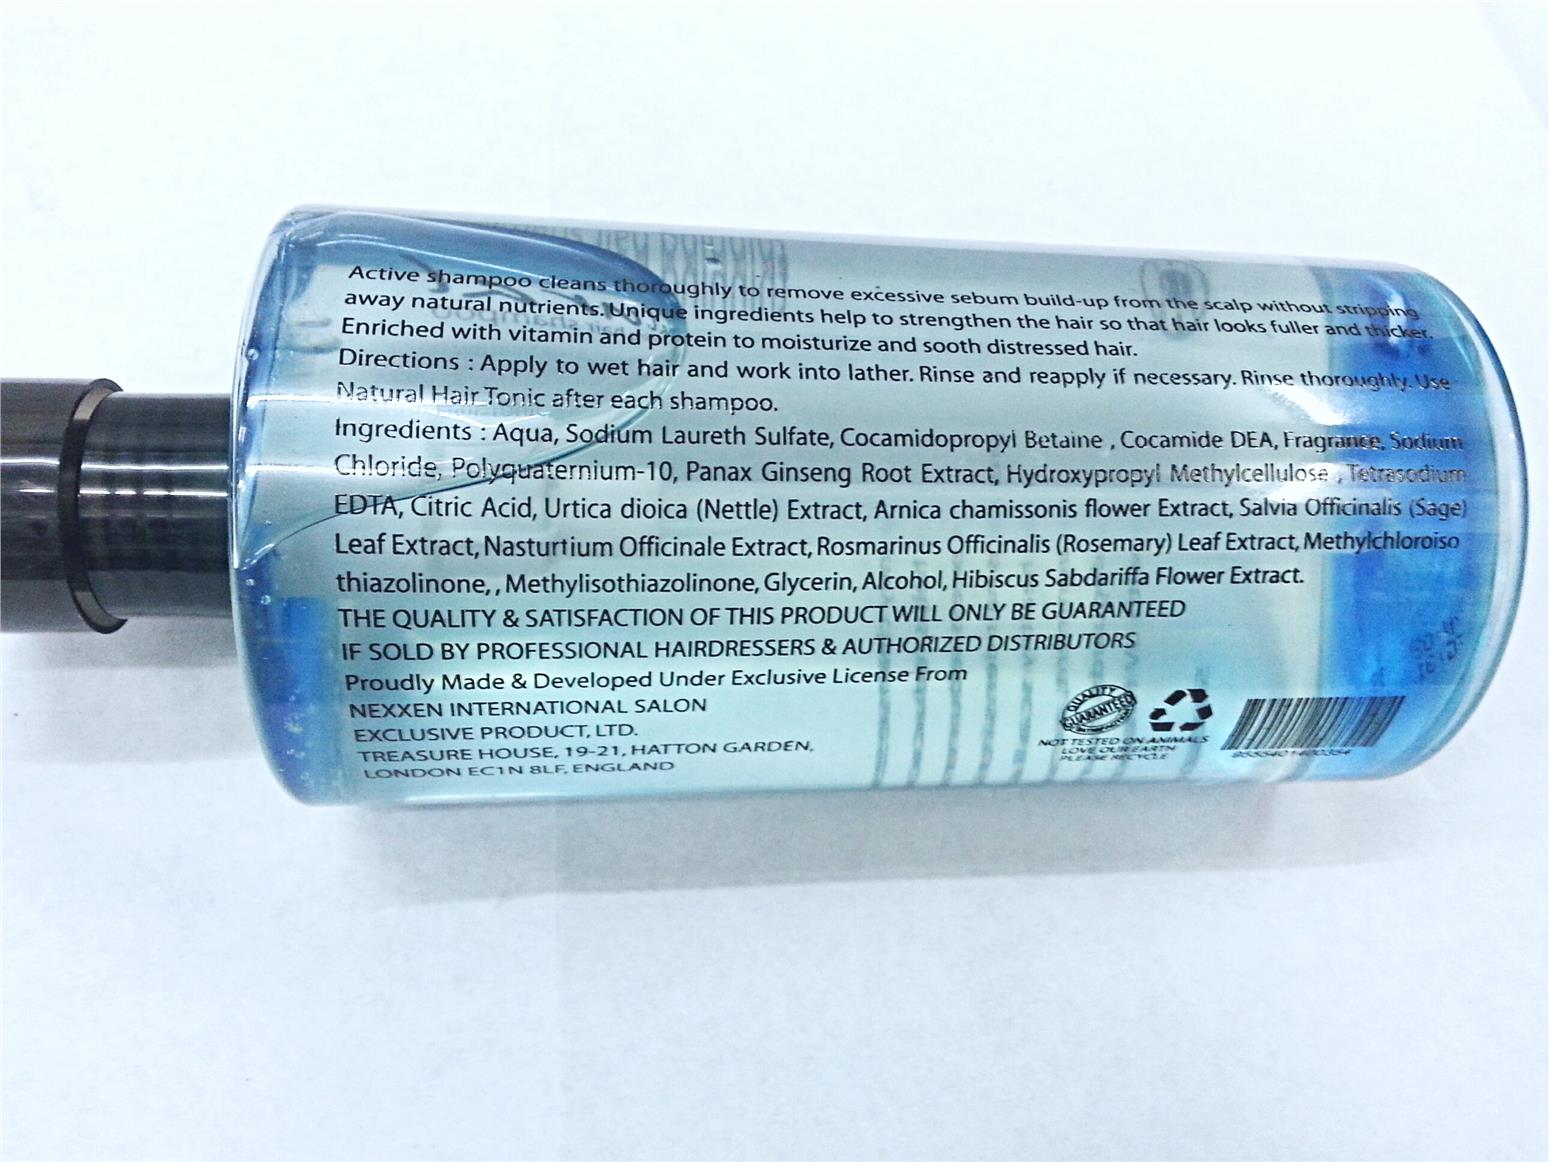 Active shampoo cleans thoroughly to remove excessive sebum build-up from the scalp without stripping
away natural nutrients. Unique ingredients help to strengthen the hair so that hair looks fuller and thicker.
Enriched with vitamin and protein to moisturize and sooth distressed hair.
Directions : Apply to wet hair and work into lather. Rinse and reapply if necessary. Rinse thoroughly. Use
Natural Hair Tonic after each shampoo.
Ingredients : Aqua, Sodium Laureth Sulfate, Cocamidopropyl Betaine , Cocamide DEA, Fragrance, Sodium
Chloride, Polyquaternium-10, Panax Ginseng Root Extract, Hydroxypropyl Methylcellulose , Tetrasodium
EDTA, Citric Acid, Urtica dioica (Nettle) Extract, Arnica chamissonis flower Extract, Salvia Officinalis (Sage)
Leaf Extract, Nasturtium Officinale Extract, Rosmarinus Officinalis (Rosemary) Leaf Extract, Methylchloroiso
thiazolinone, , Methylisothiazolinone, Glycerin, Alcohol, Hibiscus Sabdariffa Flower Extract.
THE QUALITY & SATISFACTION OF THIS PRODUCT WILL ONLY BE GUARANTEED
IF SOLD BY PROFESSIONAL HAIRDRESSERS & AUTHORIZED DISTRIBUTORS
Proudly Made & Developed Under Exclusive License From
NEXXEN INTERNATIONAL SALON
EXCLUSIVE PRODUCT, LTD.
TREASURE HOUSE, 19-21, HATTON GARDEN,
LONDON EC1N 8LF, ENGLAND
QUALITY
GUARANTEED
NOT TESTED ON ANIMALS
LOVE OUR EARTH
PLEASE RECYCLE